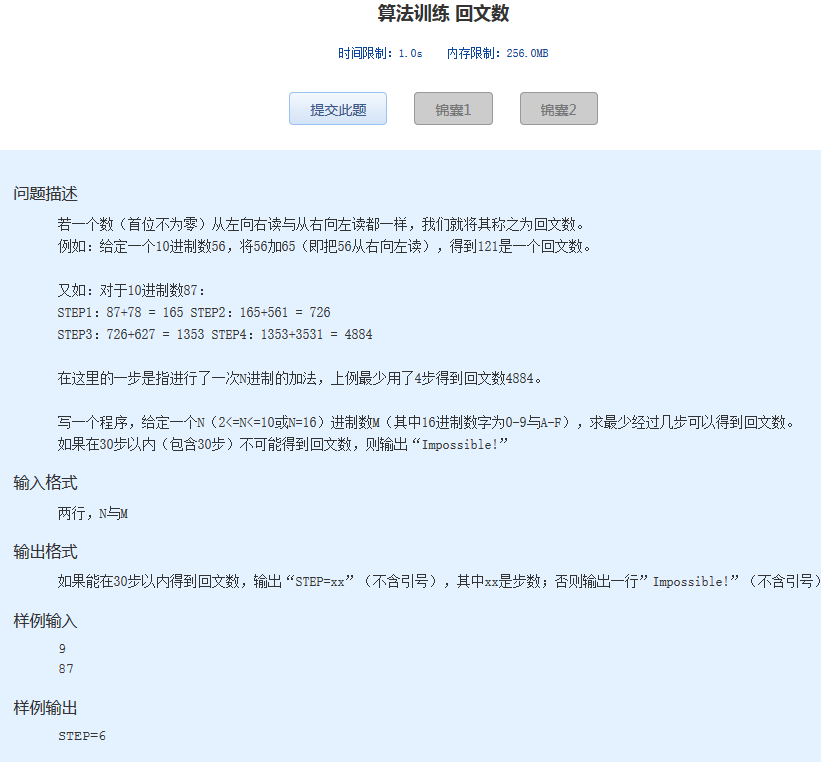 算法训练 回文数
时间限制：1.0s 内存限制：256.0MB
提交此题 锦囊1 锦囊2
问题描述
若一个数（首位不为零）从左向右读与从右向左读都一样，我们就将其称之为回文数。
例如：给定一个10进制数56，将56加65（即把56从右向左读），得到121是一个回文数。
又如：对于10进制数87：
STEP1：87+78 = 165 STEP2：165+561 = 726
STEP3：726+627 = 1353 STEP4：1353+3531 = 4884
在这里的一步是指进行了一次N进制的加法，上例最少用了4步得到回文数4884。
写一个程序，给定一个N（2<=N<=10或N=16）进制数M（其中16进制数字为0-9与A-F），求最少经过几步可以得到回文数。
如果在30步以内（包含30步）不可能得到回文数，则输出“Impossible!”
输入格式
两行，N与M
输出格式
如果能在30步以内得到回文数，输出“STEP=xx”（不含引号），其中xx是步数；否则输出一行”Impossible!”（不含引号）
样例输入
9
87
样例输出
STEP=6